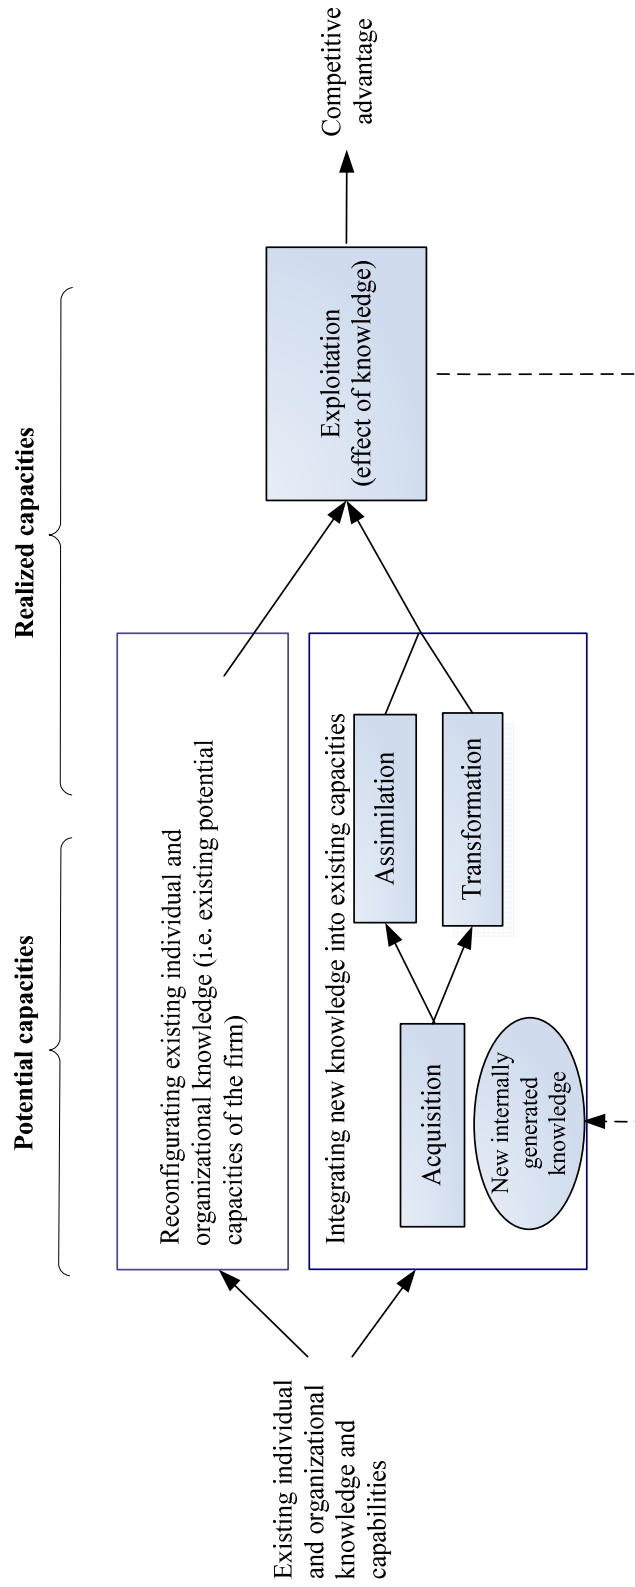 Potential capacities
Realized capacities
Existing individual
and organizational
knowledge and
capabilities
Reconfigurating existing individual and
organizational knowledge (i.e. existing potential
capacities of the firm)
Integrating new knowledge into existing capacities
Acquisition
New internally
generated
knowledge
Assimilation
Transformation
Exploitation
(effect of knowledge)
Competitive
advantage